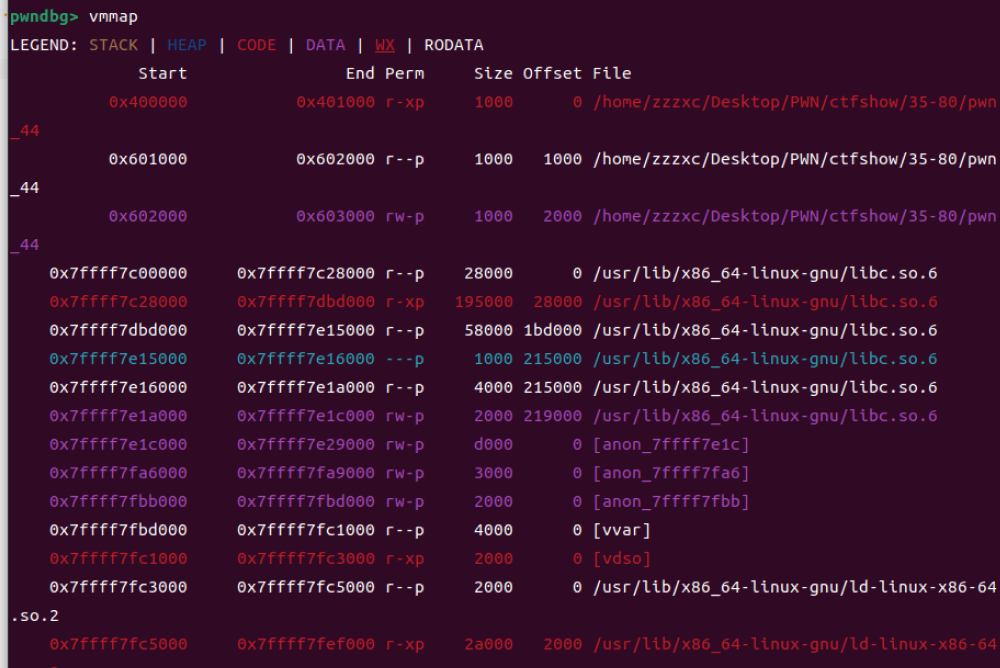 pwndbg> vmmap
LEGEND: STACK | HEAP | CODE | DATA | WX | RODATA
Start End Perm Size Offset File
0x400000 0x401000 r-xp 1000 0 /home/zzzxc/Desktop/PWN/ctfshow/35-80/pwn
_44
0x601000 0x602000 r--p 1000 1000 /home/zzzxc/Desktop/PWN/ctfshow/35-80/pwn
_44
0x602000 0x603000 rw-p 1000 2000 /home/zzzxc/Desktop/PWN/ctfshow/35-80/pwn
_44
0x7ffff7c00000 0x7ffff7c28000 r--p 28000 0 /usr/lib/x86_64-linux-gnu/libc.so.6
0x7ffff7c28000 0x7ffff7dbd000 r-xp 195000 28000 /usr/lib/x86_64-linux-gnu/libc.so.6
0x7ffff7dbd000 0x7ffff7e15000 r--p 58000 1bd000 /usr/lib/x86_64-linux-gnu/libc.so.6
0x7ffff7e15000 0x7ffff7e16000 ---p 1000 215000 /usr/lib/x86_64-linux-gnu/libc.so.6
0x7ffff7e16000 0x7ffff7e1a000 r--p 4000 215000 /usr/lib/x86_64-linux-gnu/libc.so.6
0x7ffff7e1a000 0x7ffff7e1c000 rw-p 2000 219000 /usr/lib/x86_64-linux-gnu/libc.so.6
0x7ffff7e1c000 0x7ffff7e29000 rw-p d000 0 [anon_7ffff7e1c]
0x7ffff7fa6000 0x7ffff7fa9000 rw-p 3000 0 [anon_7ffff7fa6]
0x7ffff7fbb000 0x7ffff7fbd000 rw-p 2000 0 [anon_7ffff7fbb]
0x7ffff7fbd000 0x7ffff7fc1000 r--p 4000 0 [vvar]
0x7ffff7fc1000 0x7ffff7fc3000 r-xp 2000 0 [vdso]
0x7ffff7fc3000 0x7ffff7fc5000 r--p 2000 0 /usr/lib/x86_64-linux-gnu/ld-linux-x86-64
.so.2
0x7ffff7fc5000 0x7ffff7fef000 r-xp 2a000 2000 /usr/lib/x86_64-linux-gnu/ld-linux-x86-64